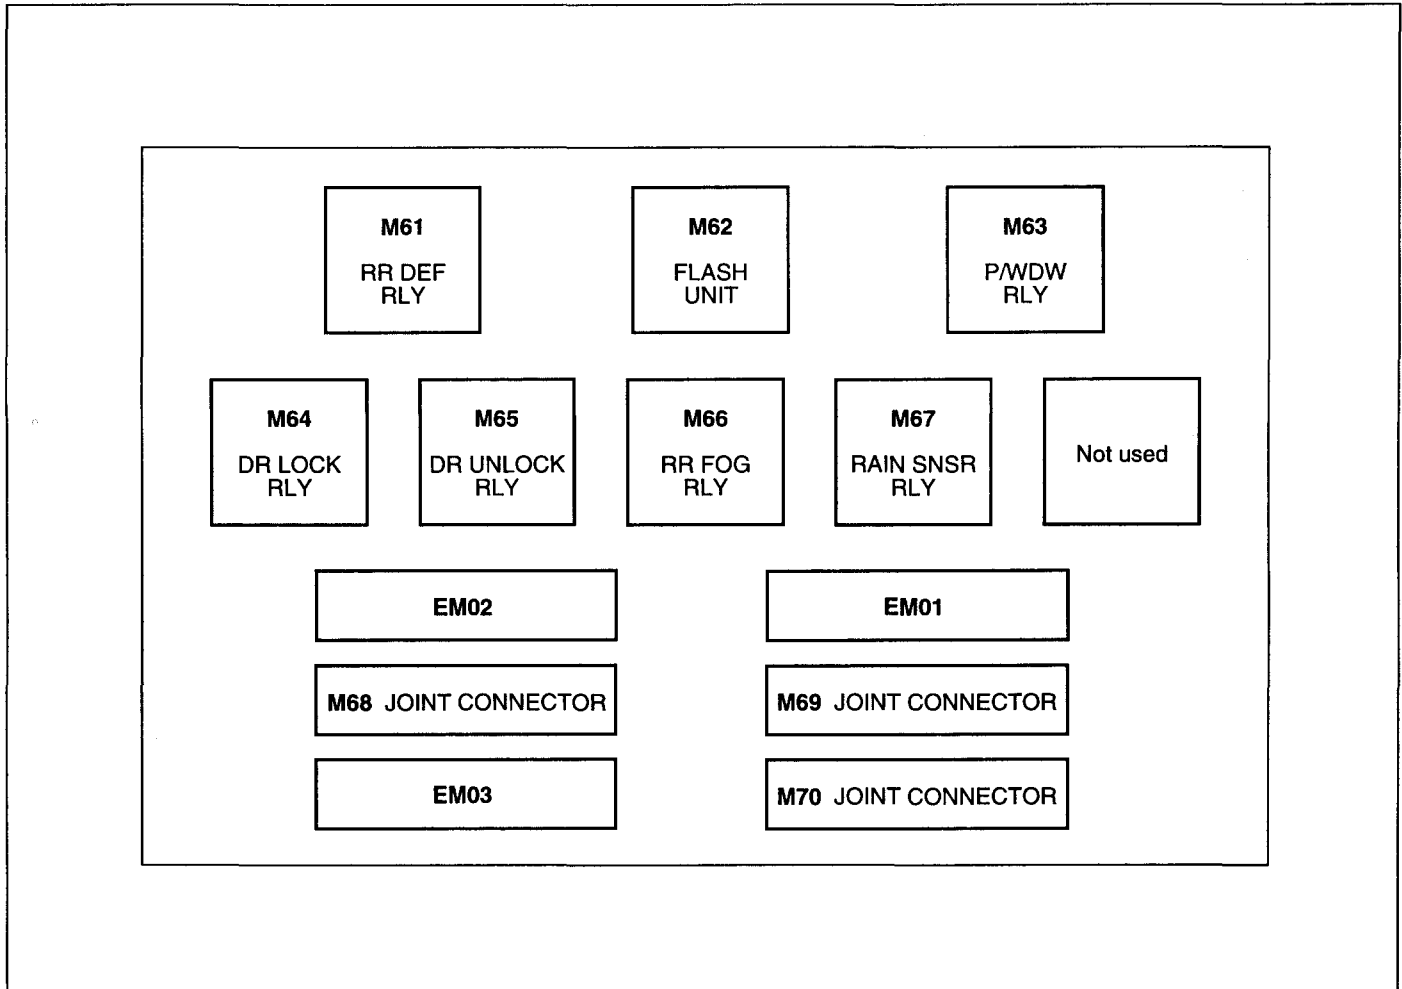 M61
RR DEF
RLY
M62
FLASH
UNIT
M63
P/WDW
RLY
M64
DR LOCK
RLY
M65
DR UNLOCK
RLY
M66
RR FOG
RLY
M67
RAIN SNSR
RLY
Not used
EM02
EM01
M68 JOINT CONNECTOR
M69 JOINT CONNECTOR
EM03
M70 JOINT CONNECTOR